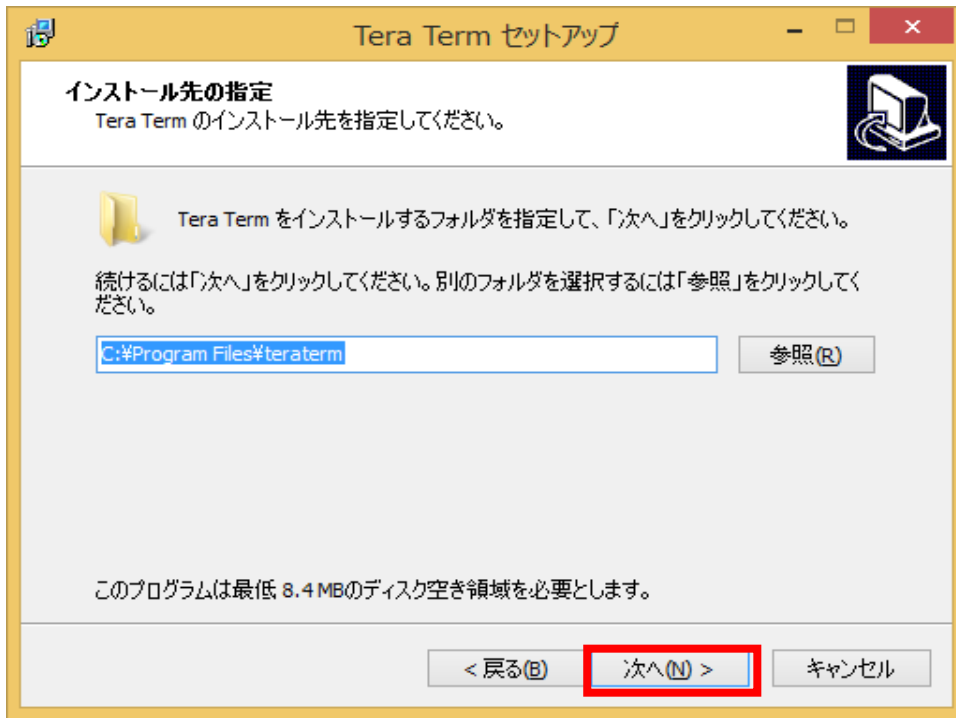 Tera Term セットアップ
インストール先の指定
Tera Term のインストール先を指定してください。
Tera Term をインストールするフォルダを指定して、「次へ」をクリックしてください。
続けるには「次へ」をクリックしてください。別のフォルダを選択するには「参照」をクリックしてく
ださい。
C:¥Program Files¥teraterm
参照(R)
このプログラムは最低 8.4 MBのディスク空き領域を必要とします。
< 戻る(B)
次へ(N) >
キャンセル